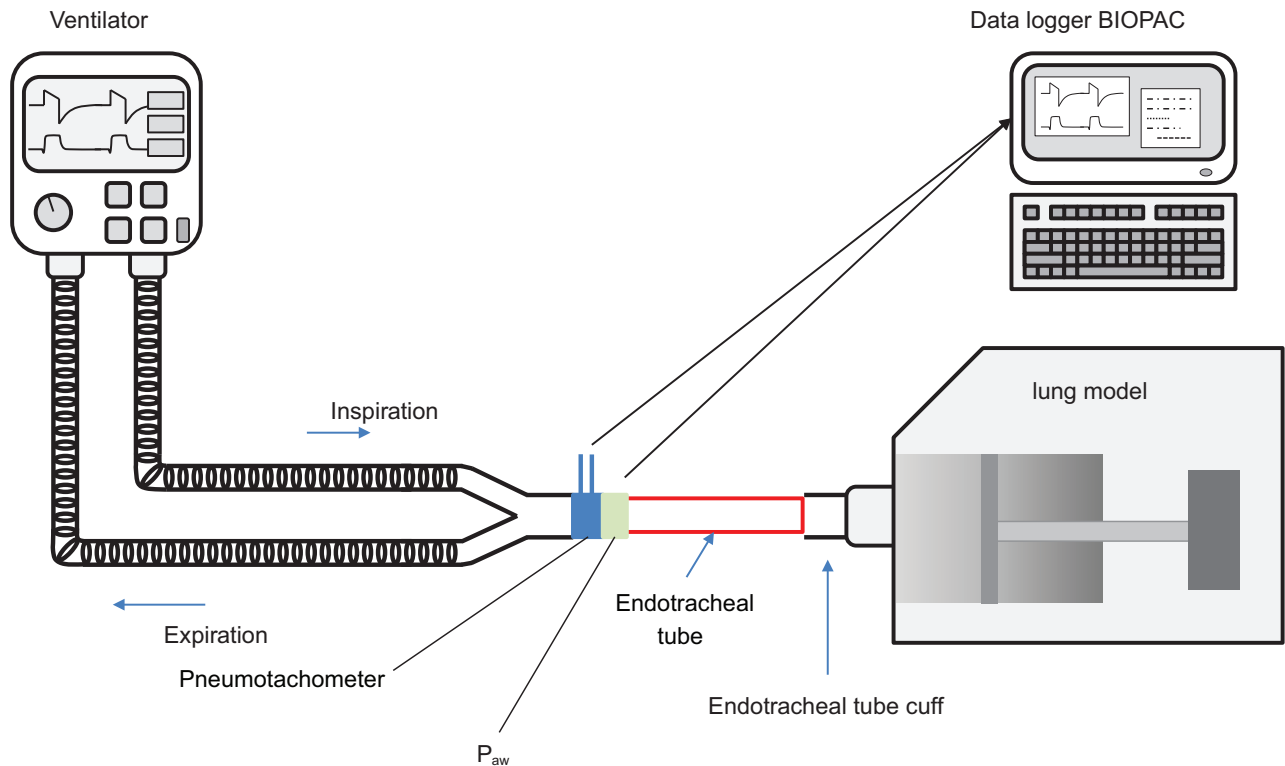 Ventilator
Data logger BIOPAC
Inspiration
lung model
Expiration
Endotracheal
tube
Pneumotachometer
Endotracheal tube cuff
Paw